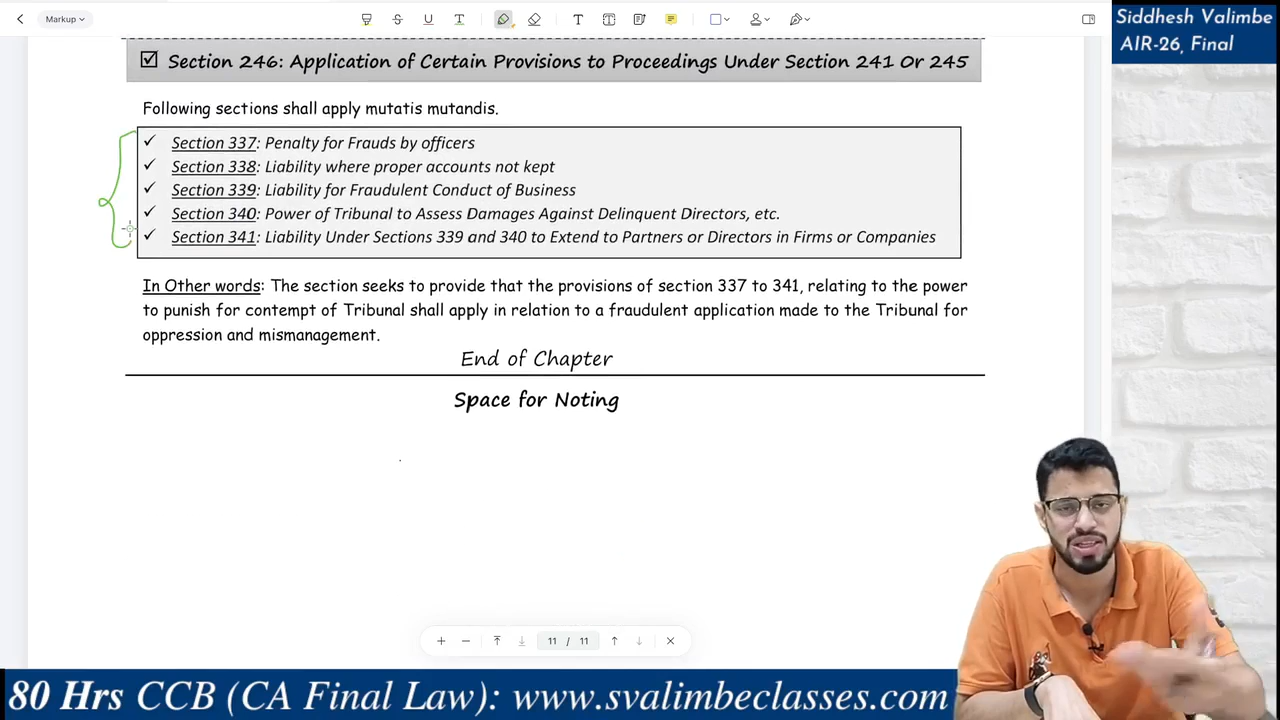 Markup
Siddhesh Valimbe
AIR-26, Final
Section 246: Application of Certain Provisions to Proceedings Under Section 241 Or 245
Following sections shall apply mutatis mutandis.
✓ Section 337: Penalty for Frauds by officers
✓ Section 338: Liability where proper accounts not kept
✓ Section 339: Liability for Fraudulent Conduct of Business
✓ Section 340: Power of Tribunal to Assess Damages Against Delinquent Directors, etc.
✓ Section 341: Liability Under Sections 339 and 340 to Extend to Partners or Directors in Firms or Companies
In Other words: The section seeks to provide that the provisions of section 337 to 341, relating to the power
to punish for contempt of Tribunal shall apply in relation to a fraudulent application made to the Tribunal for
oppression and mismanagement.
End of Chapter
Space for Noting
11 / 11
80 Hrs CCB (CA Final Law): www.svalimbeclasses.com